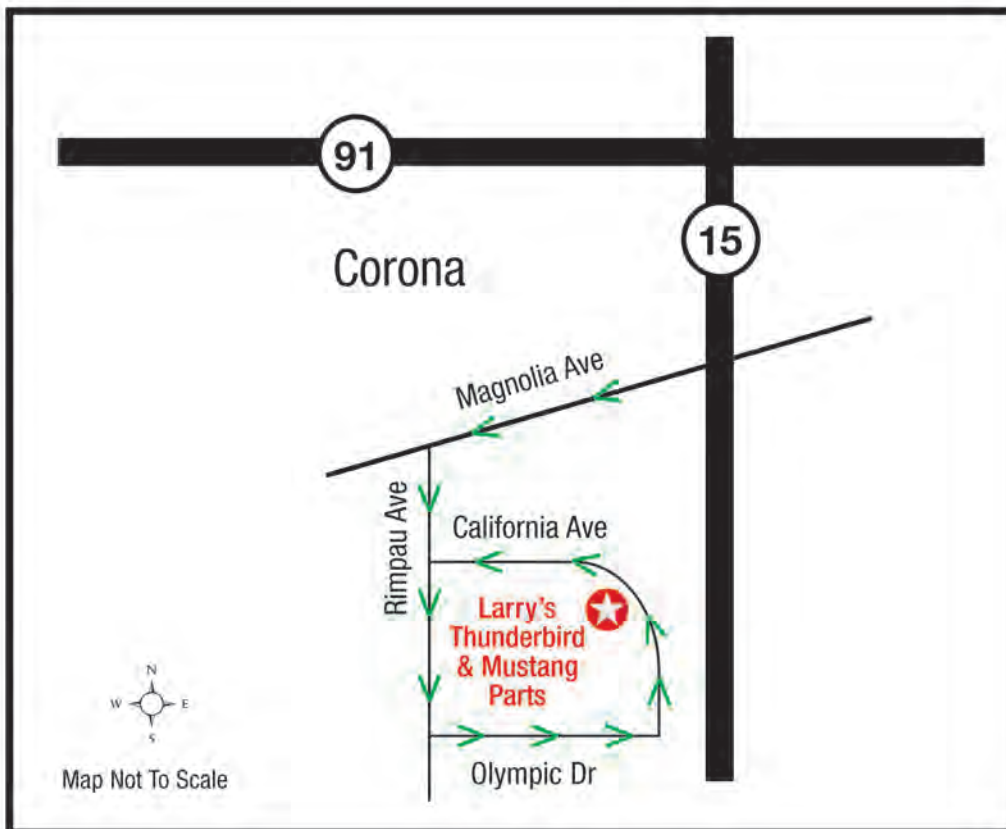 91
15
Corona
Magnolia Ave
Rimpau Ave
California Ave
Larry's
Thunderbird
& Mustang
Parts
N
W E
S
Map Not To Scale
Olympic Dr